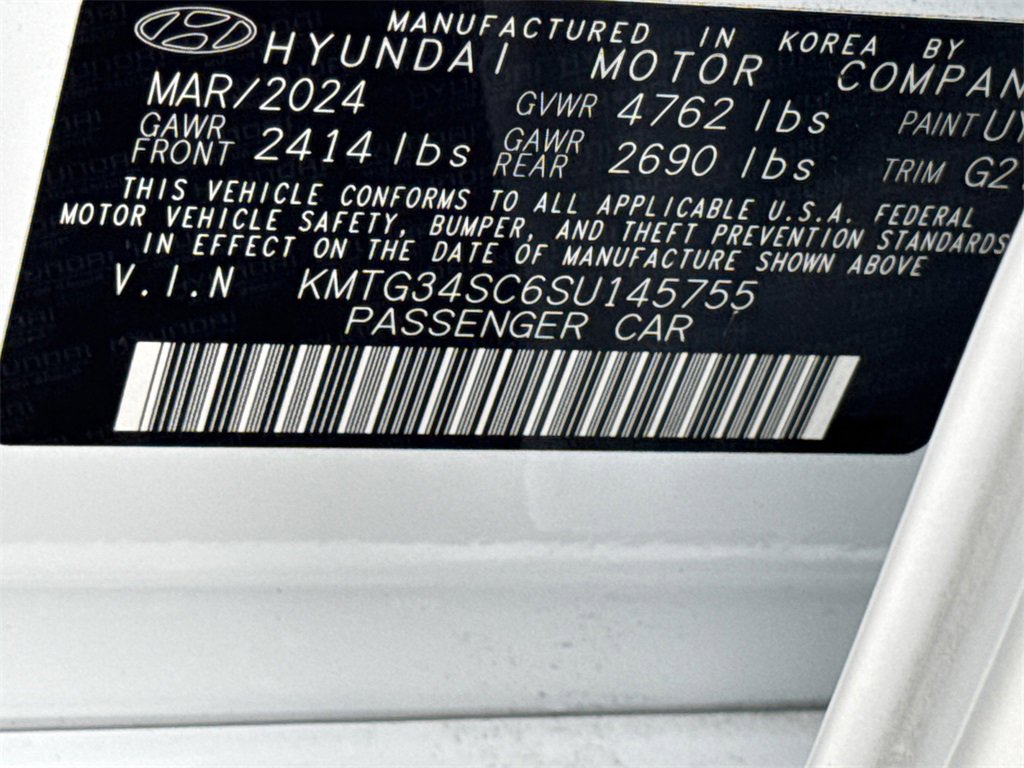 MANUFACTURED IN KOREA BY
HYUNDAI MOTOR
MAR/2024 GVWR 4762 lbs PAINT
GAWR FRONT 2414 lbs GAWR REAR 2690 lbs TRIM
THIS VEHICLE CONFORMS TO ALL APPLICABLE U.S.A. FEDERAL
MOTOR VEHICLE SAFETY, BUMPER, AND THEFT PREVENTION STANDARDS
IN EFFECT ON THE DATE OF MANUFACTURE SHOWN ABOVE
V.I.N KMTG34SC6SU145755
PASSENGER CAR